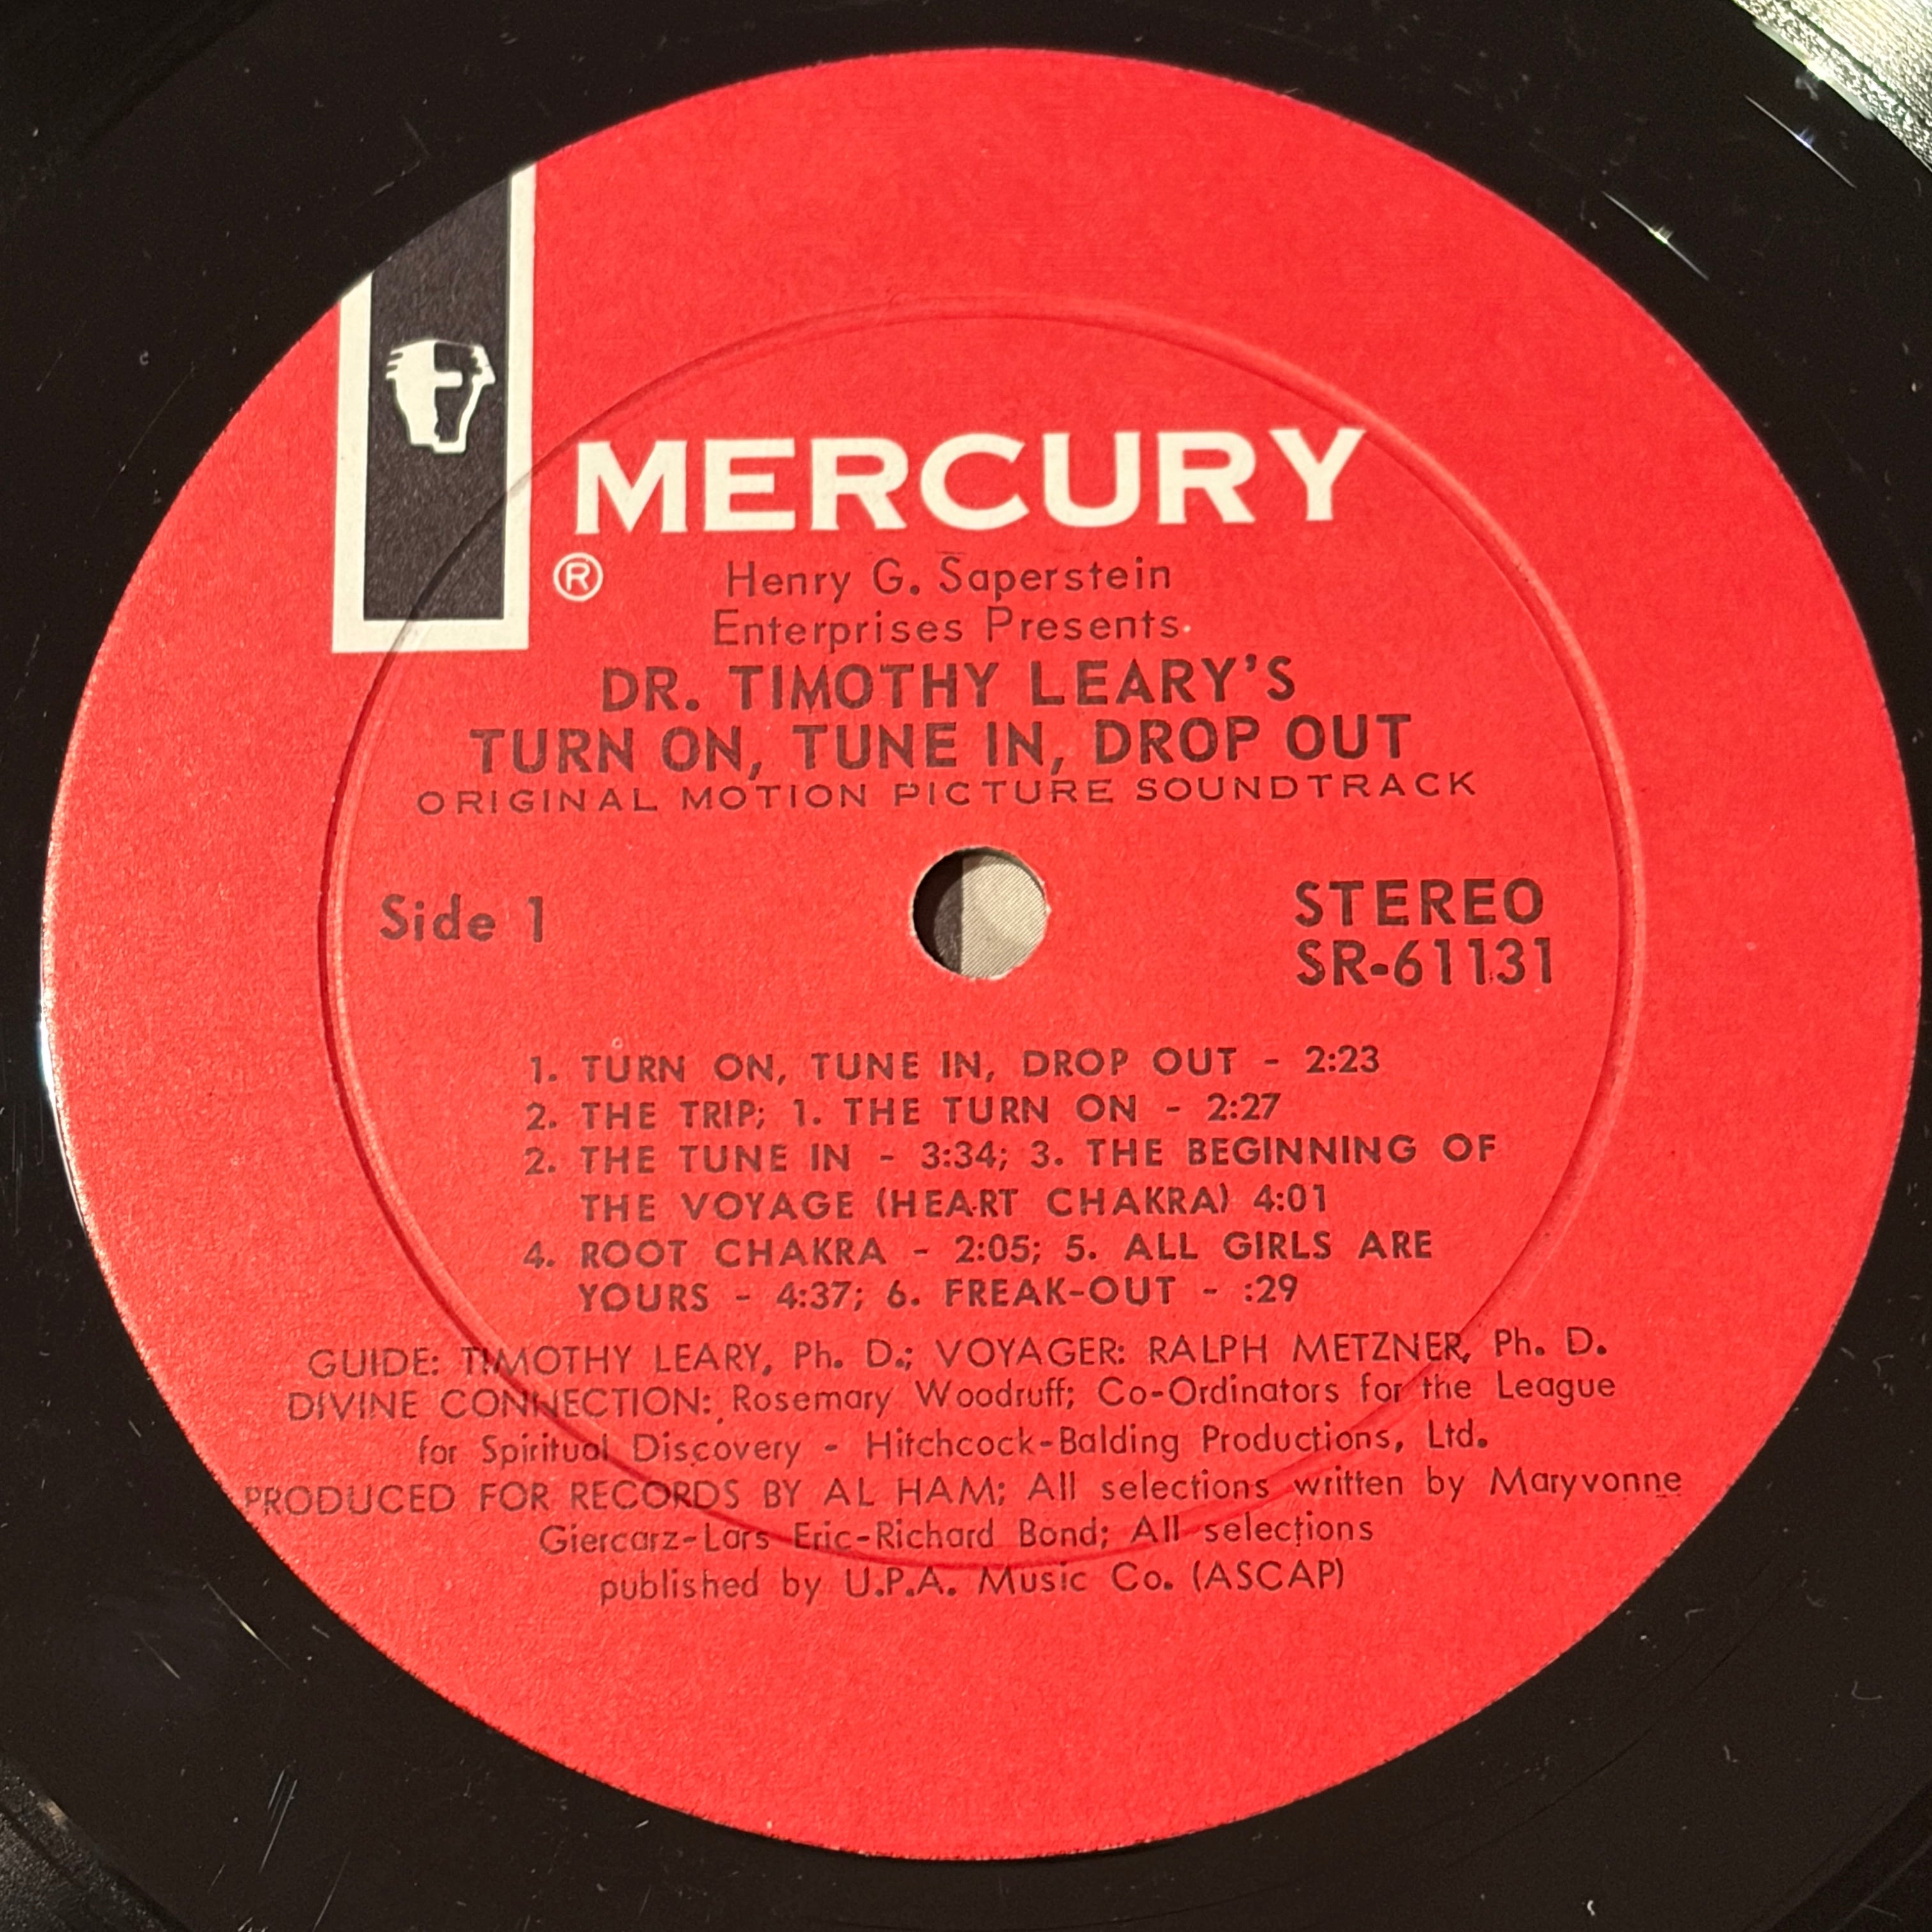 MERCURY
®
Henry G. Saperstein
Enterprises Presents
DR. TIMOTHY LEARY'S
TURN ON, TUNE IN, DROP OUT
ORIGINAL MOTION PICTURE SOUNDTRACK
Side 1
STEREO
SR-61131
1. TURN ON, TUNE IN, DROP OUT - 2:23
2. THE TRIP; 1. THE TURN ON - 2:27
2. THE TUNE IN - 3:34; 3. THE BEGINNING OF
THE VOYAGE (HEART CHAKRA) 4:01
4. ROOT CHAKRA - 2:05; 5. ALL GIRLS ARE
YOURS - 4:37; 6. FREAK-OUT - :29
GUIDE: TIMOTHY LEARY, Ph. D.; VOYAGER: RALPH METZNER, Ph. D.
DIVINE CONNECTION: Rosemary Woodruff; Co-Ordinators for the League
for Spiritual Discovery - Hitchcock-Balding Productions, Ltd.
PRODUCED FOR RECORDS BY AL HAM; All selections written by Maryvonne
Giercarz-Lars Eric-Richard Bond; All selections
published by U.P.A. Music Co. (ASCAP)